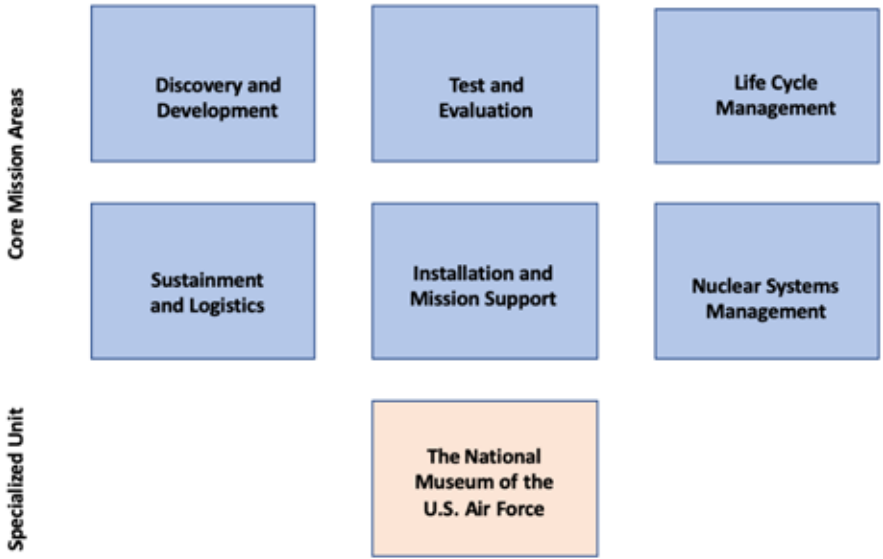 Core Mission Areas
Discovery and
Development
Test and
Evaluation
Life Cycle
Management
Sustainment
and Logistics
Installation and
Mission Support
Nuclear Systems
Management
Specialized Unit
The National
Museum of the
U.S. Air Force